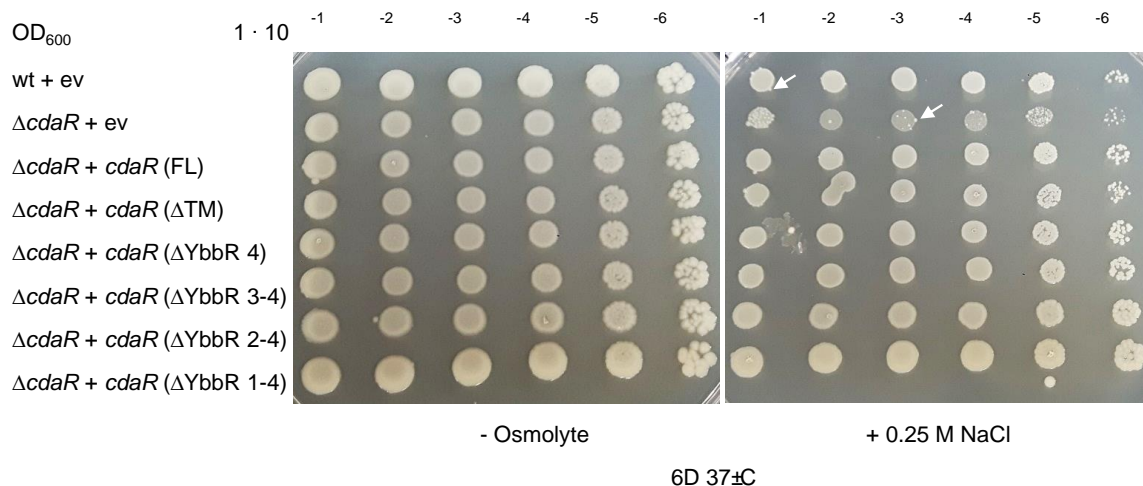 -1 -2 -3 -4 -5 -6 -1 -2 -3 -4 -5 -6
OD600 1 · 10
wt + ev
ΔcdaR + ev
ΔcdaR + cdaR (FL)
ΔcdaR + cdaR (ΔTM)
ΔcdaR + cdaR (ΔYbbR 4)
ΔcdaR + cdaR (ΔYbbR 3-4)
ΔcdaR + cdaR (ΔYbbR 2-4)
ΔcdaR + cdaR (ΔYbbR 1-4)
- Osmolyte + 0.25 M NaCl
6D 37±C